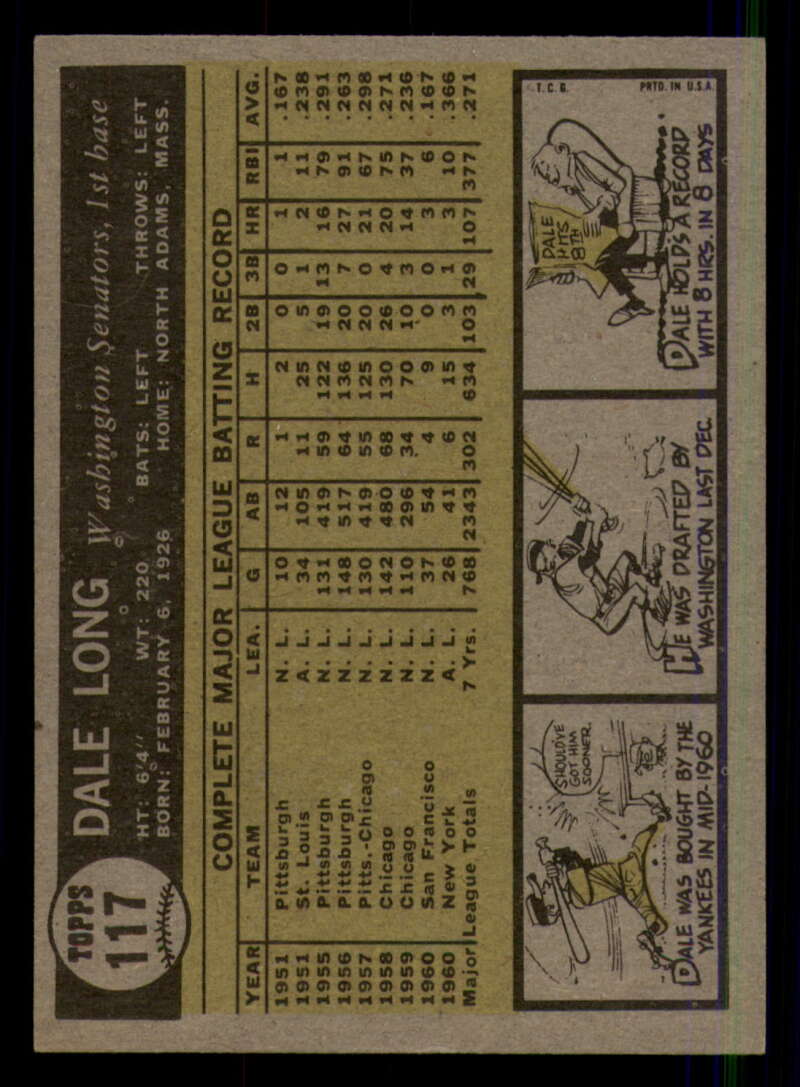 TOPPS
117
DALE LONG Washington Senators, 1st base
HT: 6'4" WT: 220 BATS: LEFT THROWS: LEFT
BORN: FEBRUARY 6, 1926 HOME: NORTH ADAMS, MASS.
COMPLETE MAJOR LEAGUE BATTING RECORD
YEAR TEAM LEA. G AB R H 2B 3B HR RBI AVG.
1951 Pittsburgh N. L. 10 12 1 2 0 0 1 1 .167
1951 St. Louis A. L. 34 105 11 25 5 1 2 11 .238
1955 Pittsburgh N. L. 131 419 59 122 19 13 16 79 .291
1956 Pittsburgh N. L. 148 517 64 136 20 7 27 91 .263
1957 Pitts.-Chicago N. L. 130 419 55 125 20 0 21 67 .298
1958 Chicago N. L. 142 480 68 130 26 4 20 75 .271
1959 Chicago N. L. 110 296 34 70 10 3 14 37 .236
1960 San Francisco N. L. 37 54 4 9 0 0 3 6 .167
1960 New York A. L. 26 41 6 15 3 1 3 10 .366
Major League Totals 7 Yrs. 768 2343 302 634 103 29 107 377 .271
SHOULD'VE
GOT HIM
SOONER.
DALE WAS BOUGHT BY THE
YANKEES IN MID-1960
HE WAS DRAFTED BY
WASHINGTON LAST DEC.
T.C.G. PRTD. IN U.S.A.
DALE
HITS
8TH
DALE HOLDS A RECORD
WITH 8 HRS. IN 8 DAYS